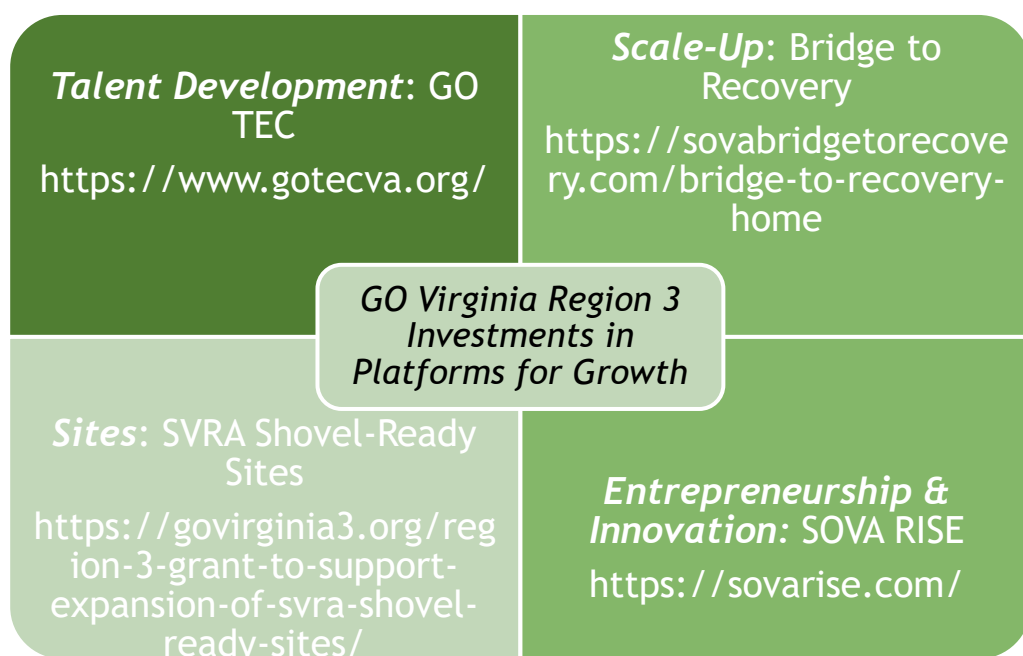 Talent Development: GO
TEC
https://www.gotecva.org/
Scale-Up: Bridge to
Recovery
https://sovabridgetorecove
ry.com/bridge-to-recovery-
home
GO Virginia Region 3
Investments in
Platforms for Growth
Sites: SVRA Shovel-Ready
Sites
https://govirginia3.org/reg
ion-3-grant-to-support-
expansion-of-svra-shovel-
ready-sites/
Entrepreneurship &
Innovation: SOVA RISE
https://sovarise.com/